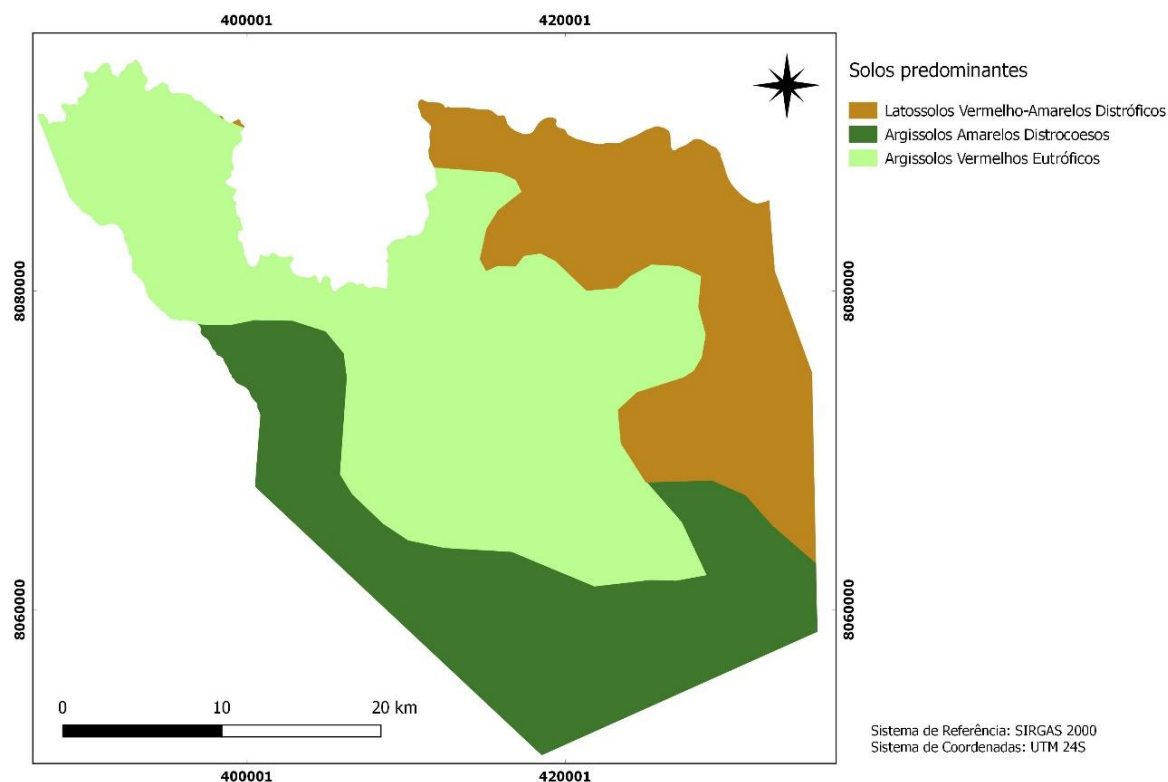 400001
420001
Solos predominantes
Latossolos Vermelho-Amarelos Distróficos
Argissolos Amarelos Distrocoesos
Argissolos Vermelhos Eutróficos
8080000
8080000
8060000
8060000
0
10
20 km
Sistema de Referência: SIRGAS 2000
Sistema de Coordenadas: UTM 24S
400001
420001